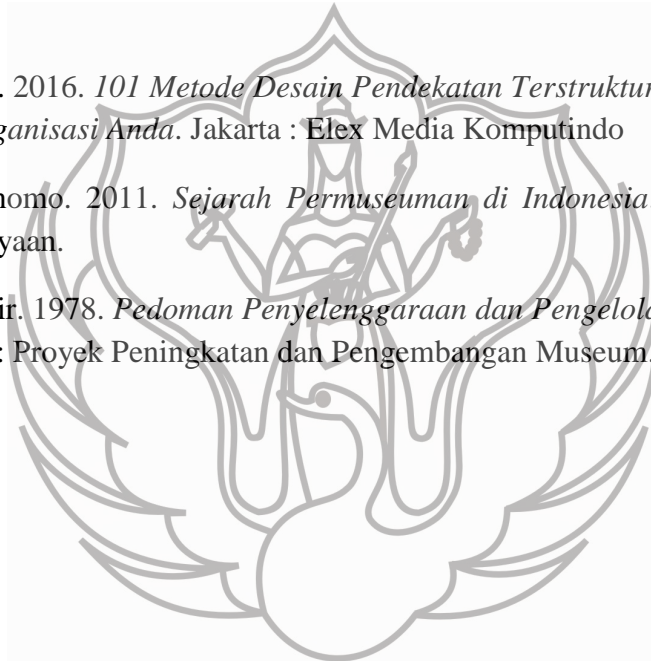 . 2016. 101 Metode Desain Pendekatan Terstruktur
ganisasi Anda. Jakarta : Elex Media Komputindo
nomo. 2011. Sejarah Permuseuman di Indonesia.
yaan.
ir. 1978. Pedoman Penyelenggaraan dan Pengelola
: Proyek Peningkatan dan Pengembangan Museum.